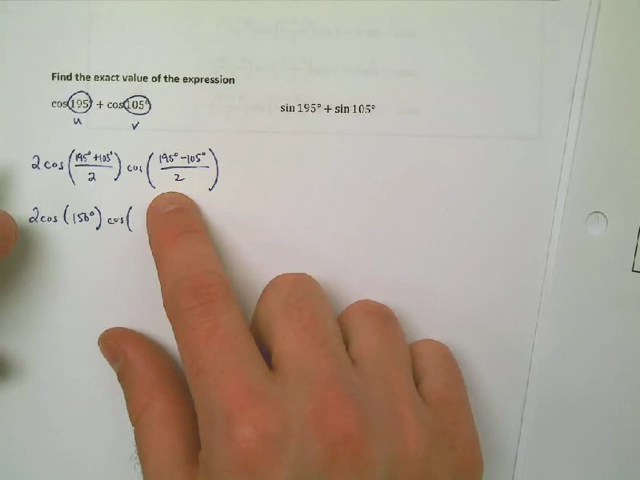 Find the exact value of the expression
cos 195° + cos 105°
sin 195° + sin 105°
u
v
2cos((195°+105°)/2) cos((195°-105°)/2)
2cos(150°) cos(